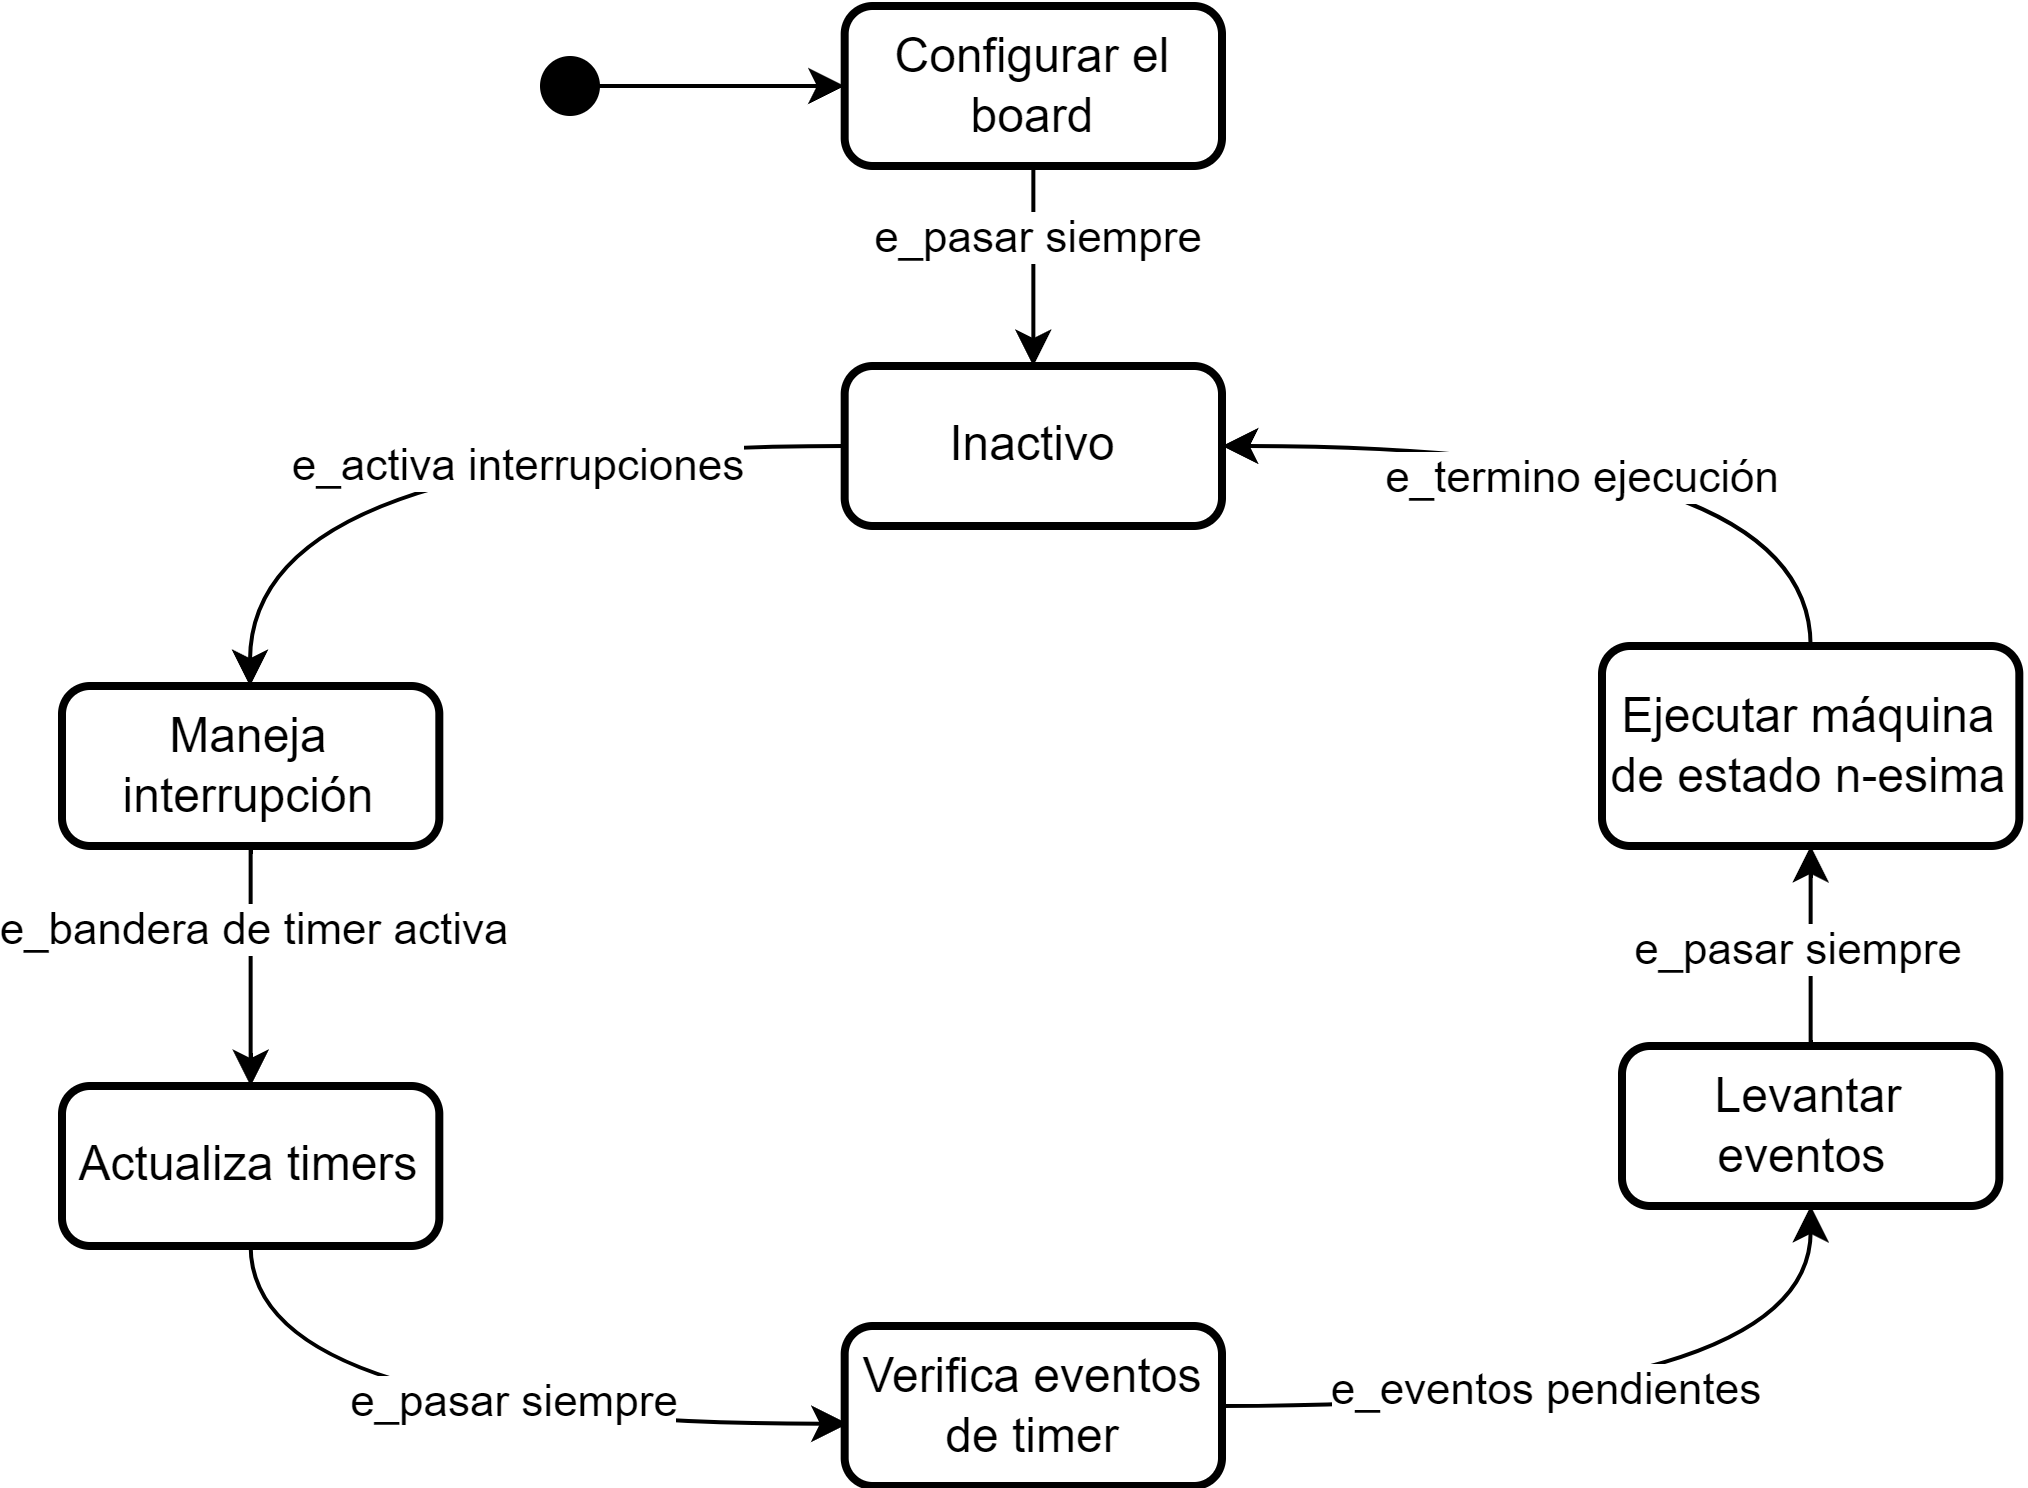 Configurar el
board
e_pasar siempre
Inactivo
e_activa interrupciones
e_termino ejecución
Maneja
interrupción
Ejecutar máquina
de estado n-esima
e_bandera de timer activa
e_pasar siempre
Actualiza timers
Levantar
eventos
e_pasar siempre
Verifica eventos
de timer
e_eventos pendientes